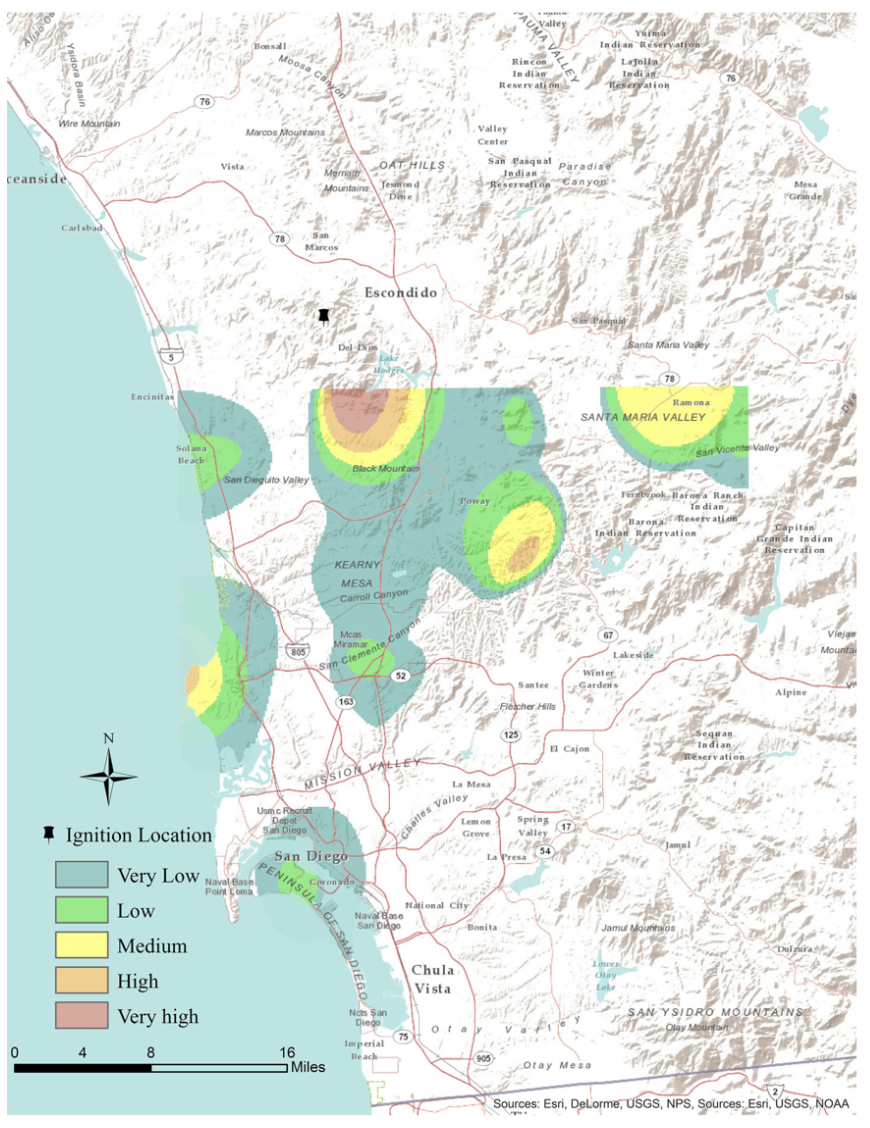 Valley
Yuima
Indian Reservation
PAUMA VALLEY
Ysidora Basin
Bonsall
Moosa Canyon
Rincon
Indian
Reservation
LaJolla
Indian
Reservation
76
76
Wire Mountain
Marcos Mountains
Valley
Center
Vista
OAT HILLS
San Pasqual
Indian
Reservation
Paradise
Canyon
Merriam
Mountains
Jesmond
Dene
ceanside
Mesa
Grande
Carlsbad
78
San
Marcos
Escondido
San Pasqual
Del Dios
Lake
Hodges
Santa Maria Valley
5
78
Encinitas
Ramona
SANTA MARIA VALLEY
Solana
Beach
San Vicente Valley
Black Mountain
San Dieguito Valley
Poway
Fernbrook
Barona Ranch
Indian
Reservation
Barona
Indian Reservation
Capitan
Grande Indian
Reservation
KEARNY
MESA
Carroll Canyon
Mcas
Miramar
San Clemente Canyon
805
67
Viejas
Mounta
Lakeside
52
Santee
Winter
Gardens
Alpine
163
Fletcher Hills
125
Sequan
Indian
Reservation
El Cajon
N
MISSION VALLEY
La Mesa
Usmc Recruit
Depot
San Diego
Challes Valley
Lemon
Grove
Spring
Valley
17
Ignition Location
54
Jamul
San Diego
La Presa
Very Low
Naval Base
Point Loma
Coronado
PENINSULA OF SAN DIEGO
Low
National City
Naval Base
San Diego
Bonita
Jamul Mountains
Medium
Dulzura
Lower
Otay
Lake
High
Chula
Vista
Very high
Ncts San
Diego
SAN YSIDRO MOUNTAINS
Otay Mountain
Otay Valley
75
Imperial
Beach
0 4 8 16
Miles
905
Otay Mesa
2
Sources: Esri, DeLorme, USGS, NPS, Sources: Esri, USGS, NOAA